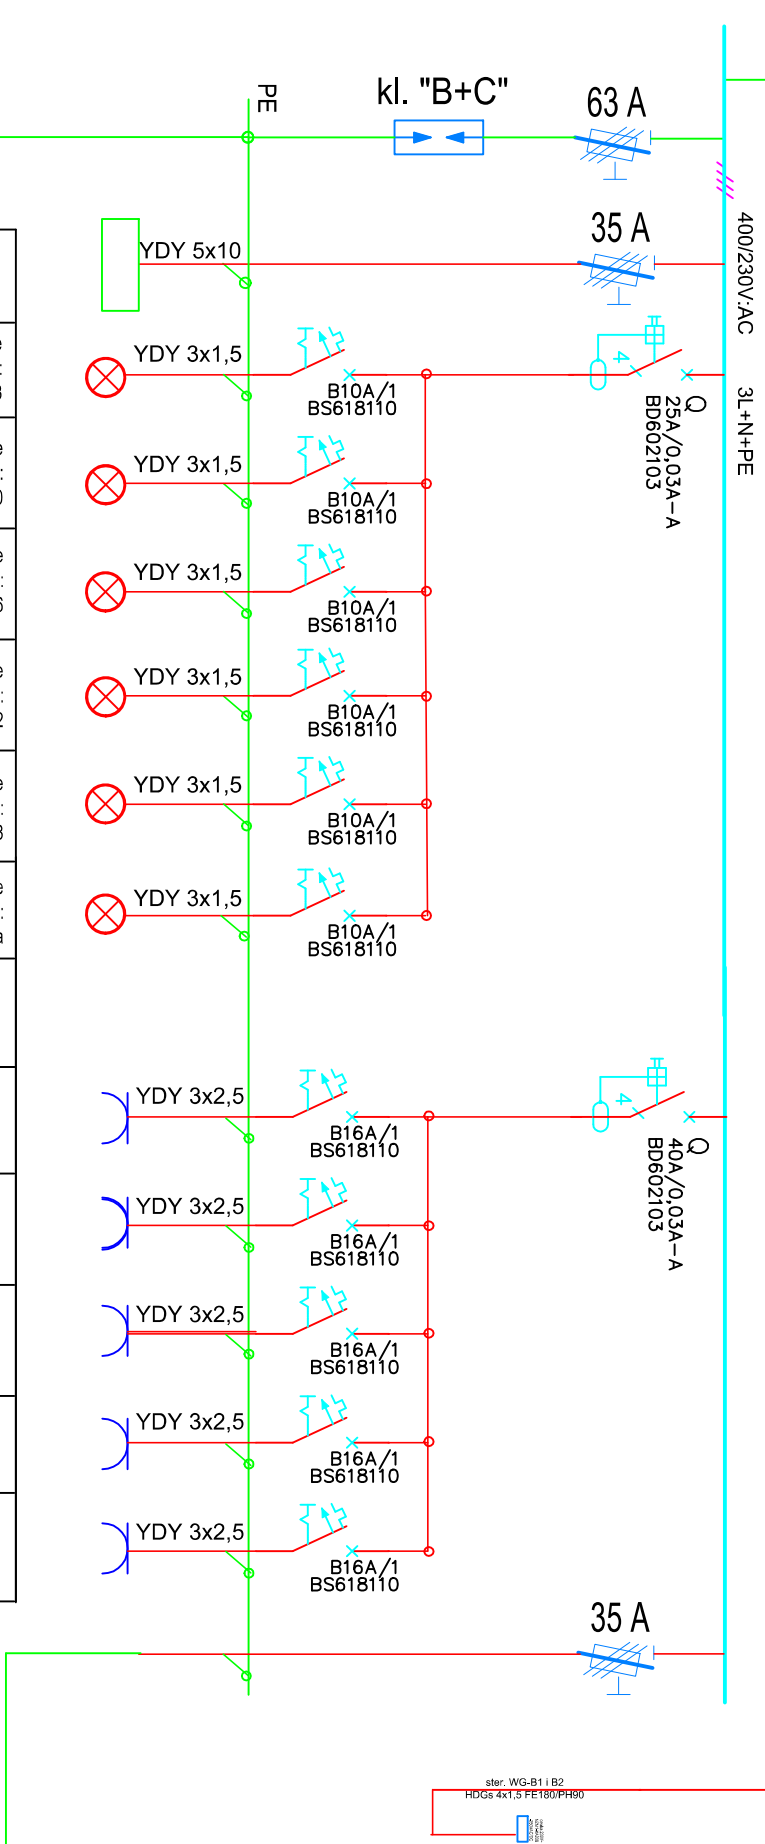 PE
kl. "B+C"
63 A
400/230V:AC 3L+N+PE
35 A
YDY 5x10
YDY 3x1,5
B10A/1
BS618110
Q
25A/0,03A-A
BD602103
4
YDY 3x1,5
B10A/1
BS618110
YDY 3x1,5
B10A/1
BS618110
YDY 3x1,5
B10A/1
BS618110
YDY 3x1,5
B10A/1
BS618110
YDY 3x1,5
B10A/1
BS618110
YDY 3x2,5
B16A/1
BS618110
4
Q
40A/0,03A-A
BD602103
YDY 3x2,5
B16A/1
BS618110
YDY 3x2,5
B16A/1
BS618110
YDY 3x2,5
B16A/1
BS618110
YDY 3x2,5
B16A/1
BS618110
35 A
ster. WG-B1 i B2
HDGs 4x1,5 FE180/PH90